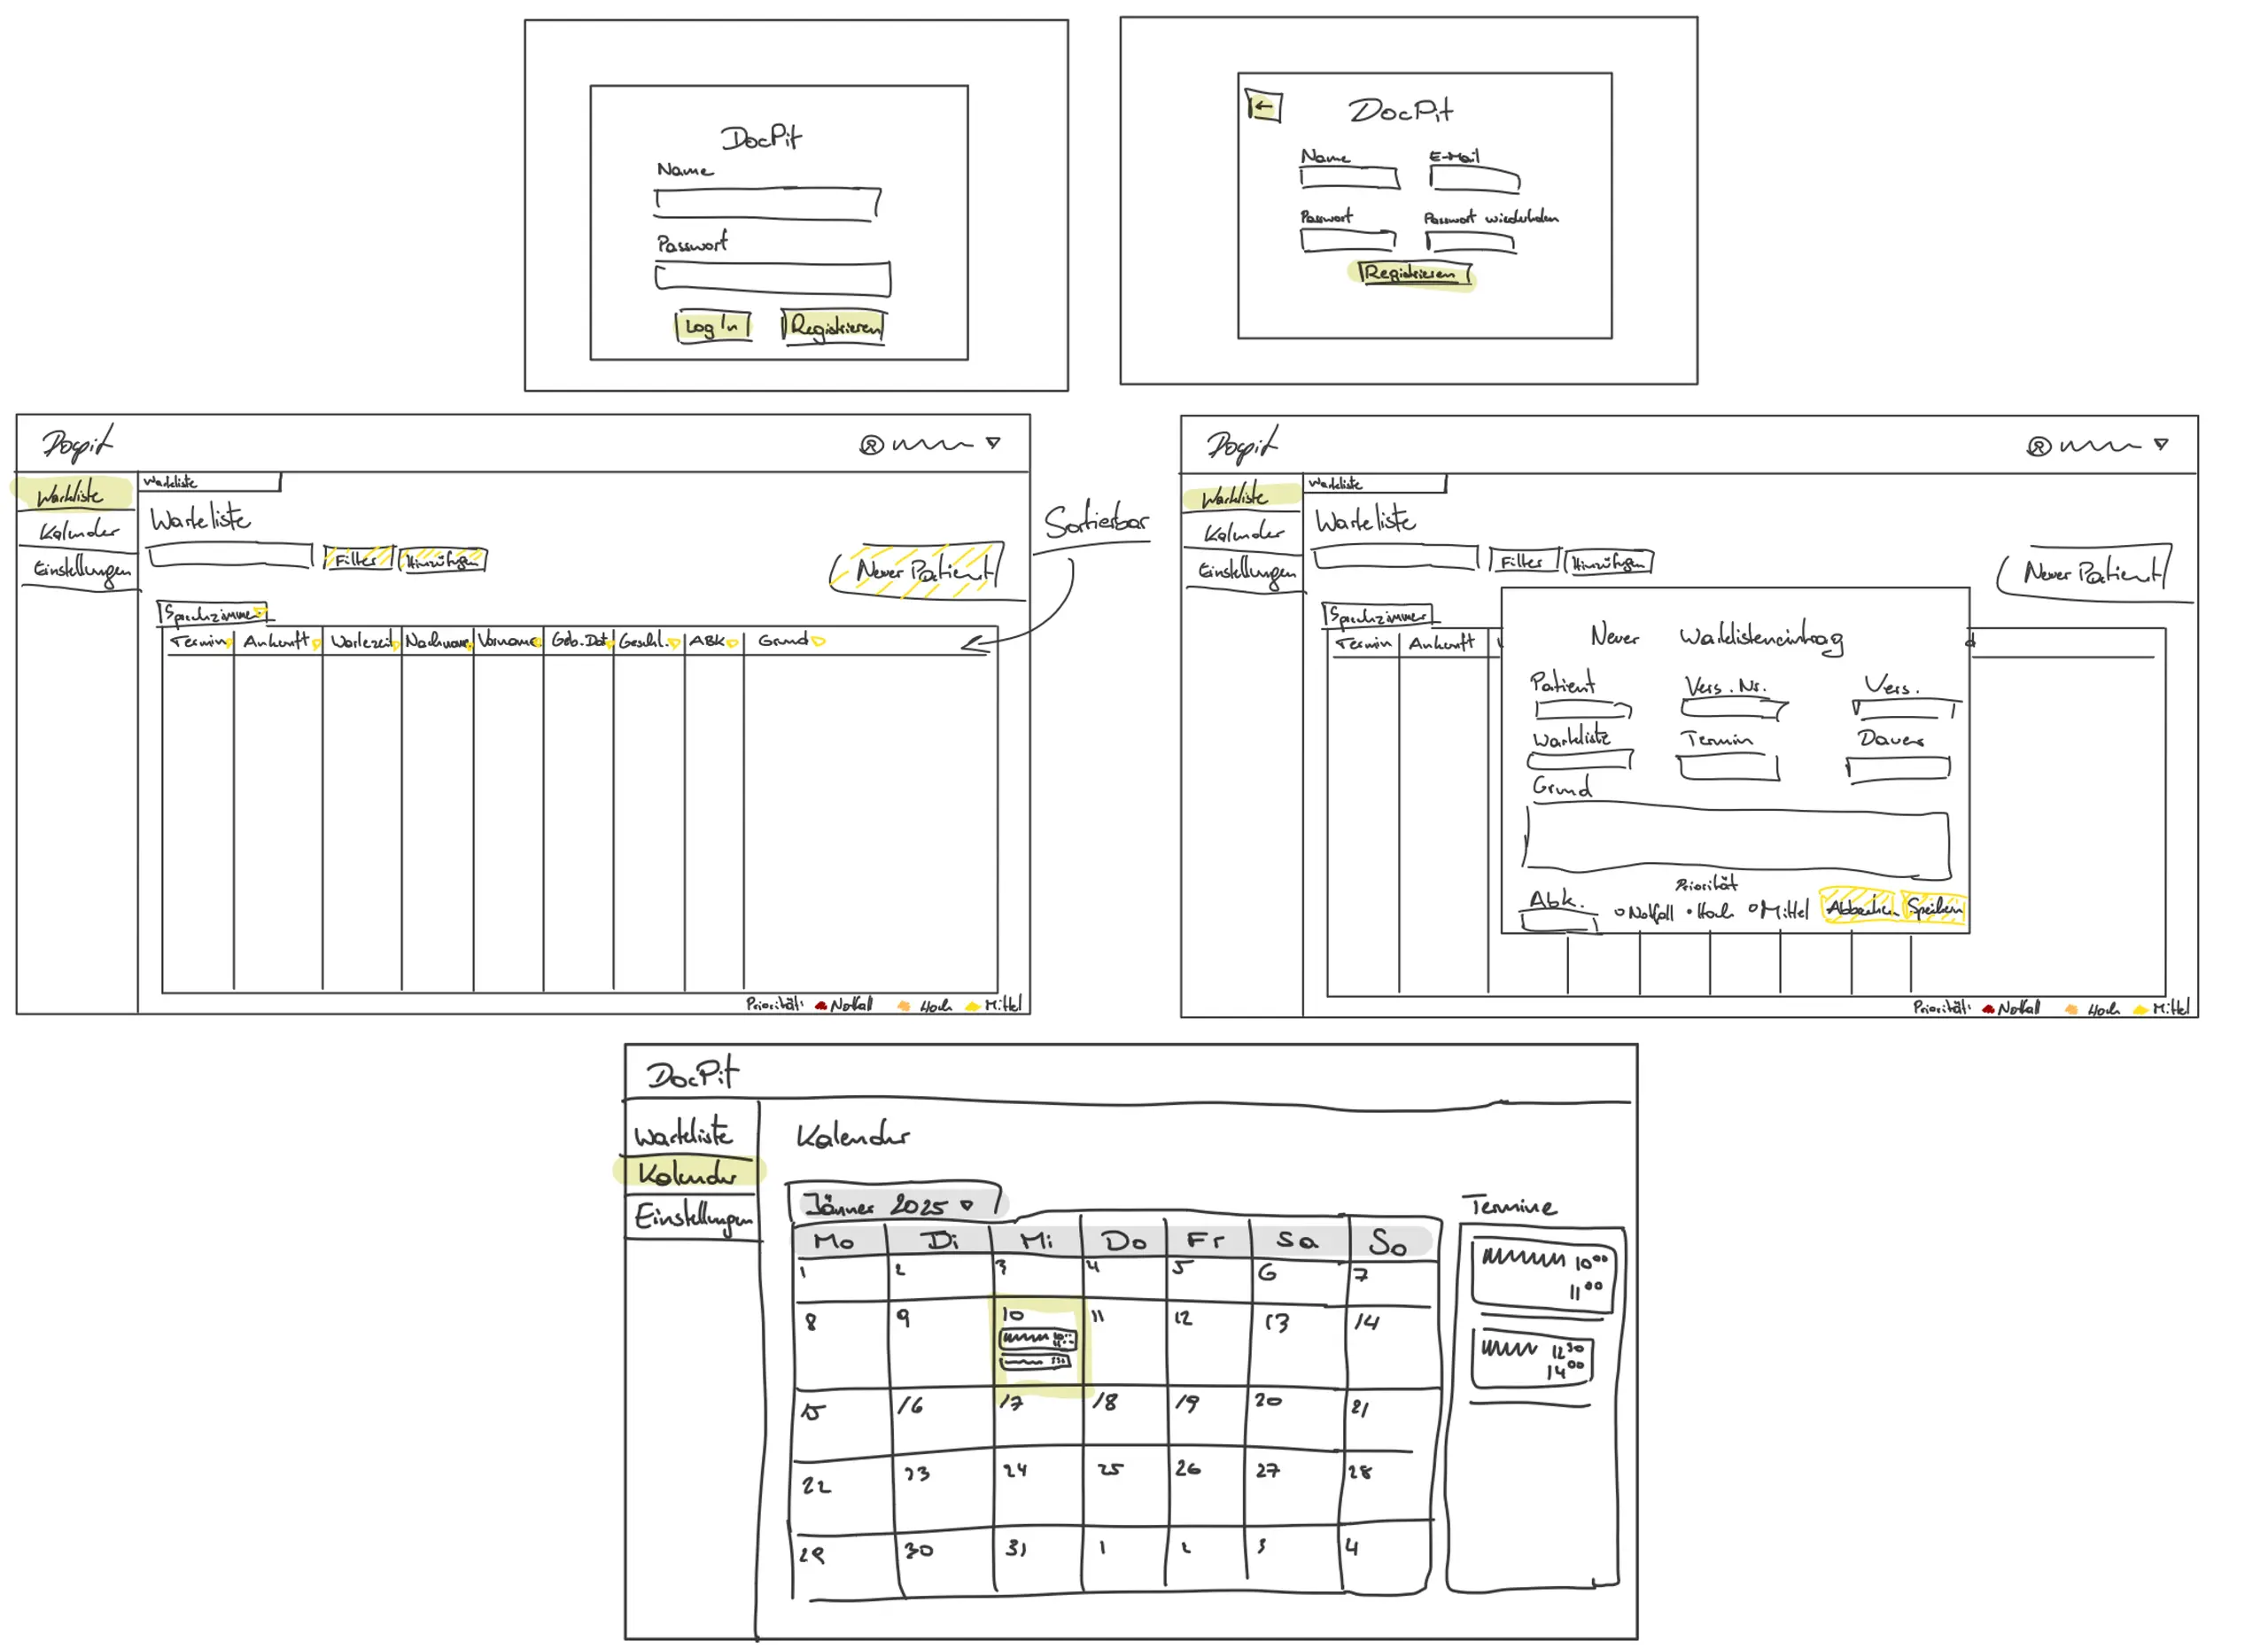 DocPit
Name
Passwort
Log In Registrieren
←
DocPit
Name E-Mail
Passwort Passwort wiederholen
Registrieren
Docpit
Warteliste
Kalender
Einstellungen
Warteliste
Warteliste
Filter Hinzufügen
Neuer Patient
Sprechzimmer
Termin Ankunft Wartezeit Nachname Vorname Geb. Dat Geschl. ABK Grund
Priorität: Notfall Hoch Mittel
Sortierbar
Docpit
Warteliste
Kalender
Einstellungen
Warteliste
Warteliste
Filter Hinzufügen
Neuer Patient
Sprechzimmer
Termin Ankunft
d
Neuer Wartelisteneintrag
Patient Vers. Nr. Vers.
Warteliste Termin Dauer
Grund
Priorität
Abk. Notfall Hoch Mittel Abbrechen Speichern
Priorität: Notfall Hoch Mittel
DocPit
Warteliste
Kalender
Einstellungen
Kalender
Jänner 2025
Mo Di Mi Do Fr Sa So
1 2 3 4 5 6 7
8 9 10 11 12 13 14
15 16 17 18 19 20 21
22 23 24 25 26 27 28
29 30 31 1 2 3 4
Termine
10 00
11 00
12 30
14 00